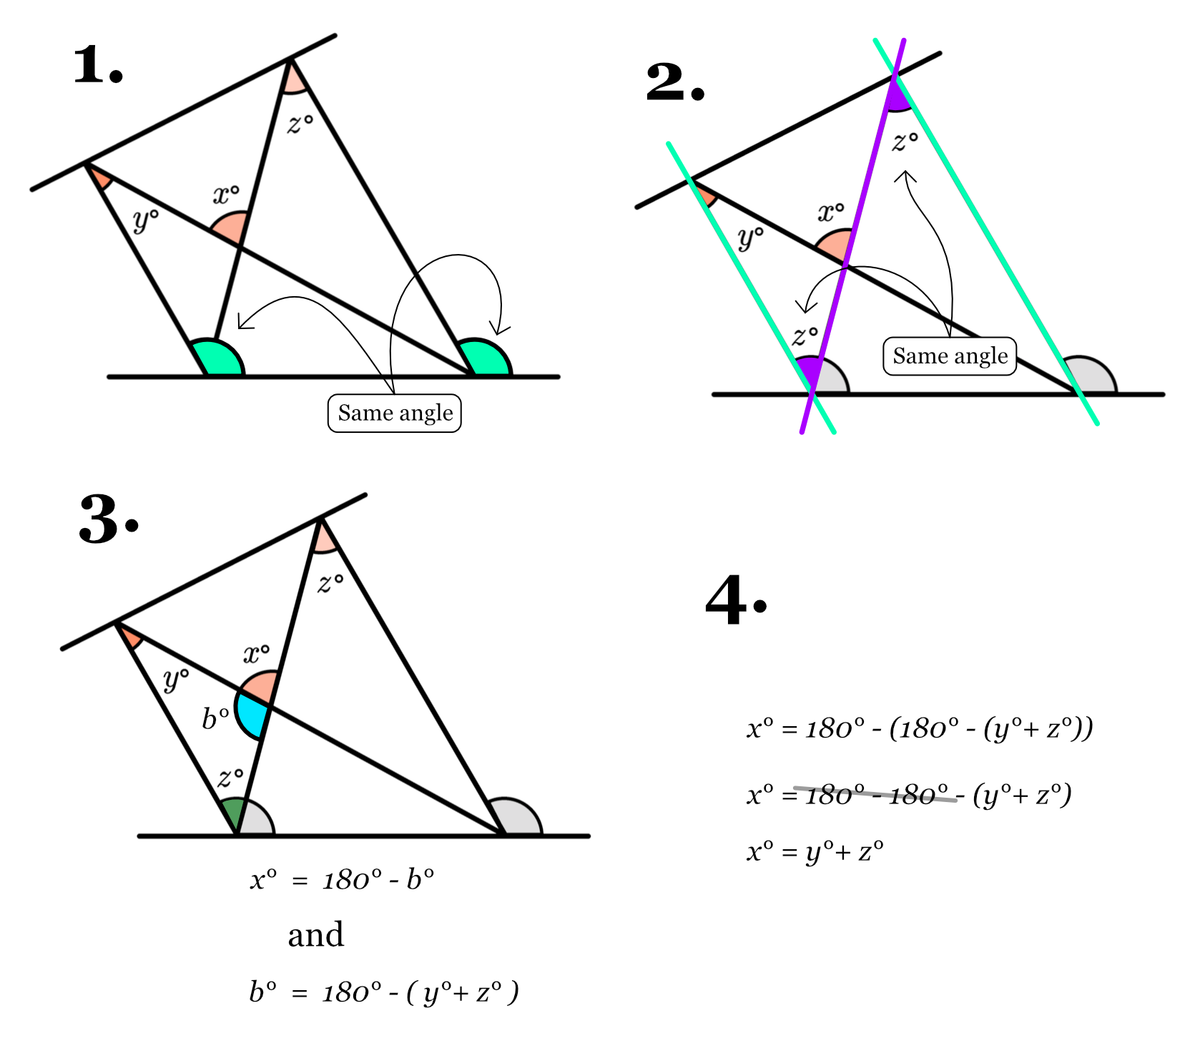 1.
z°
x°
y°
Same angle
2.
z°
x°
y°
z°
Same angle
3.
z°
x°
y°
b°
z°
x° = 180° - b°
and
b° = 180° - ( y°+ z° )
4.
x° = 180° - (180° - (y°+ z°))
x° = 180° - 180° - (y°+ z°)
x° = y°+ z°